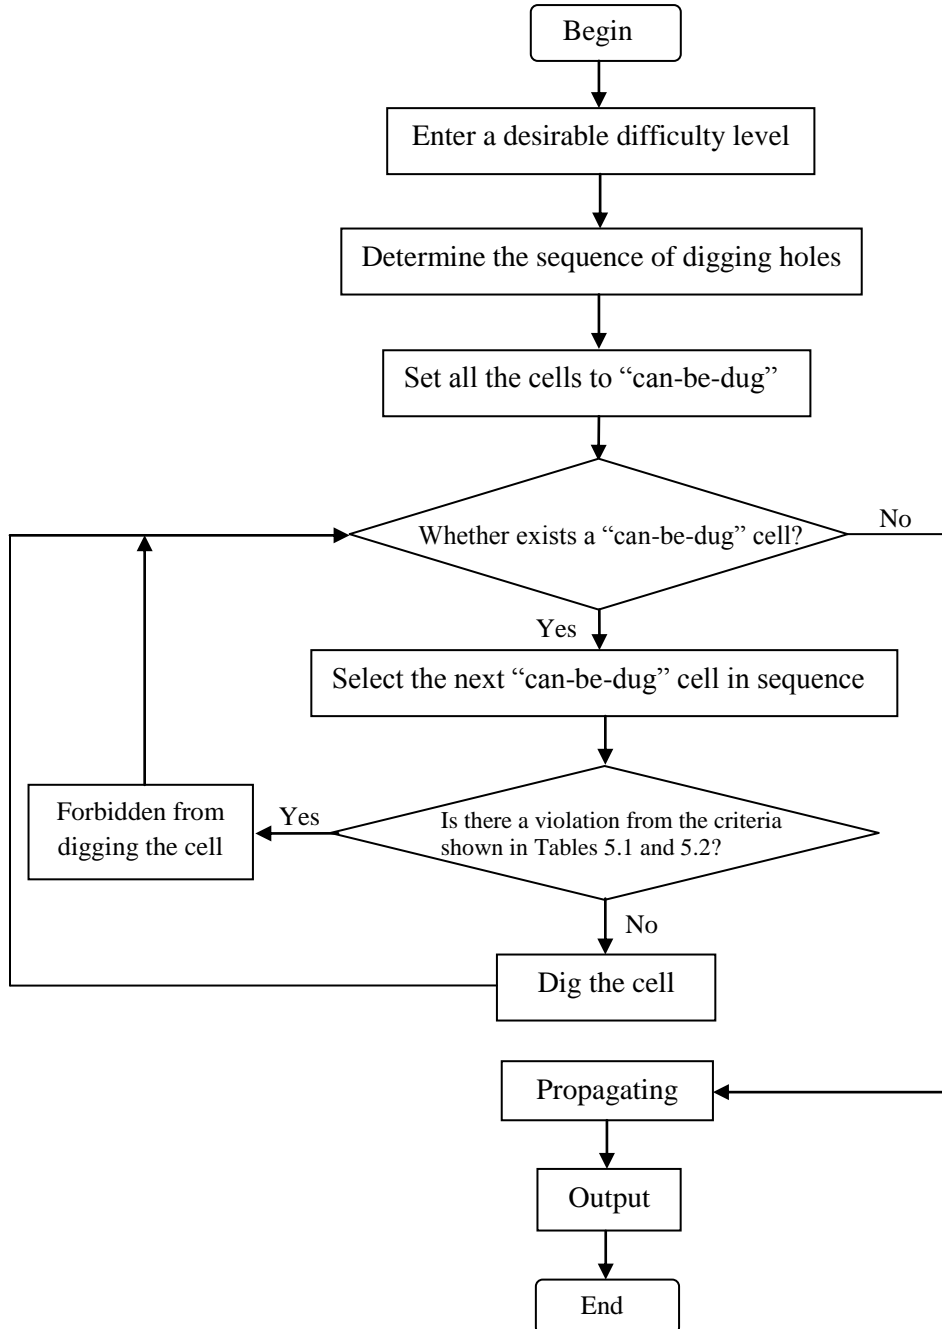 Begin
Enter a desirable difficulty level
Determine the sequence of digging holes
Set all the cells to “can-be-dug”
Whether exists a “can-be-dug” cell?
No
Yes
Select the next “can-be-dug” cell in sequence
Forbidden from
digging the cell
Yes
Is there a violation from the criteria
shown in Tables 5.1 and 5.2?
No
Dig the cell
Propagating
Output
End